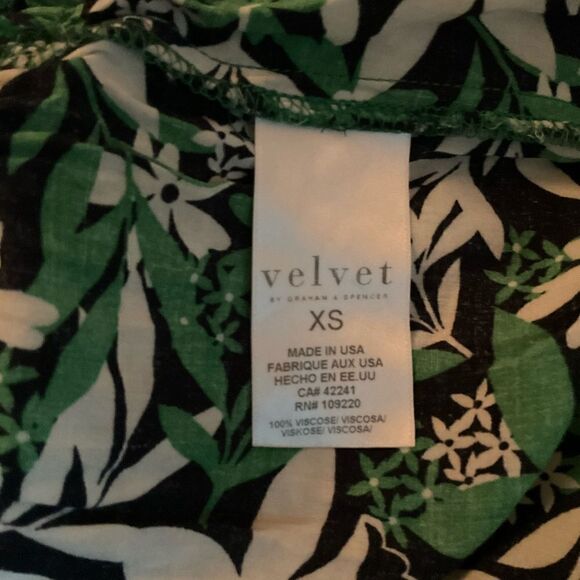 velvet
BY GRAHAM & SPENCER
XS
MADE IN USA
FABRIQUE AUX USA
HECHO EN EE.UU
CA# 42241
RN# 109220
100% VISCOSE/ VISCOSA/
VISKOSE/ VISCOSA/